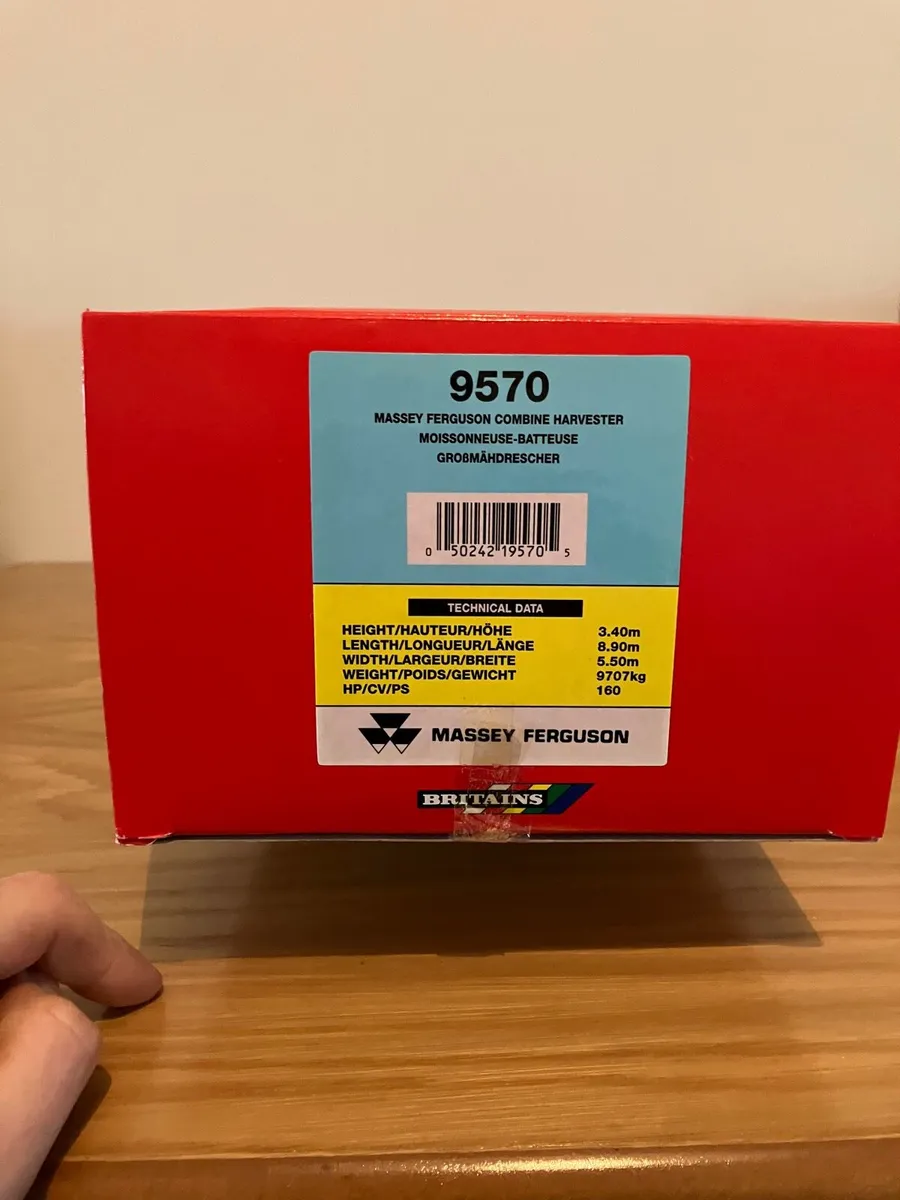 9570
MASSEY FERGUSON COMBINE HARVESTER
MOISSONNEUSE-BATTEUSE
GROßMÄHDRESCHER
0 50242 19570 5
TECHNICAL DATA
HEIGHT/HAUTEUR/HÖHE 3.40m
LENGTH/LONGUEUR/LÄNGE 8.90m
WIDTH/LARGEUR/BREITE 5.50m
WEIGHT/POIDS/GEWICHT 9707kg
HP/CV/PS 160
MASSEY FERGUSON
BRITAINS